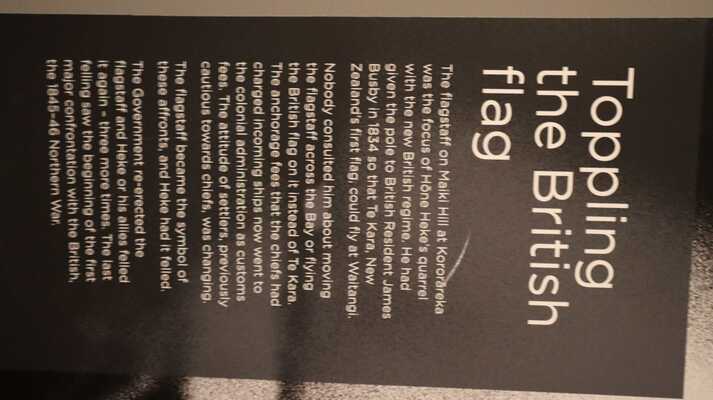 Toppling
the British
flag
The flagstaff on Maiki Hill at Kororāreka
was the focus of Hōne Heke's quarrel
with the new British regime. He had
given the pole to British Resident James
Busby in 1834 so that Te Kara, New
Zealand's first flag, could fly at Waitangi.
Nobody consulted him about moving
the flagstaff across the Bay or flying
the British flag on it instead of Te Kara.
The anchorage fees that the chiefs had
charged incoming ships now went to
the colonial administration as customs
fees. The attitude of settlers, previously
cautious towards chiefs, was changing.
The flagstaff became the symbol of
these affronts, and Heke had it felled.
The Government re-erected the
flagstaff and Heke or his allies felled
it again – three more times. The last
felling saw the beginning of the first
major confrontation with the British,
the 1845–46 Northern War.